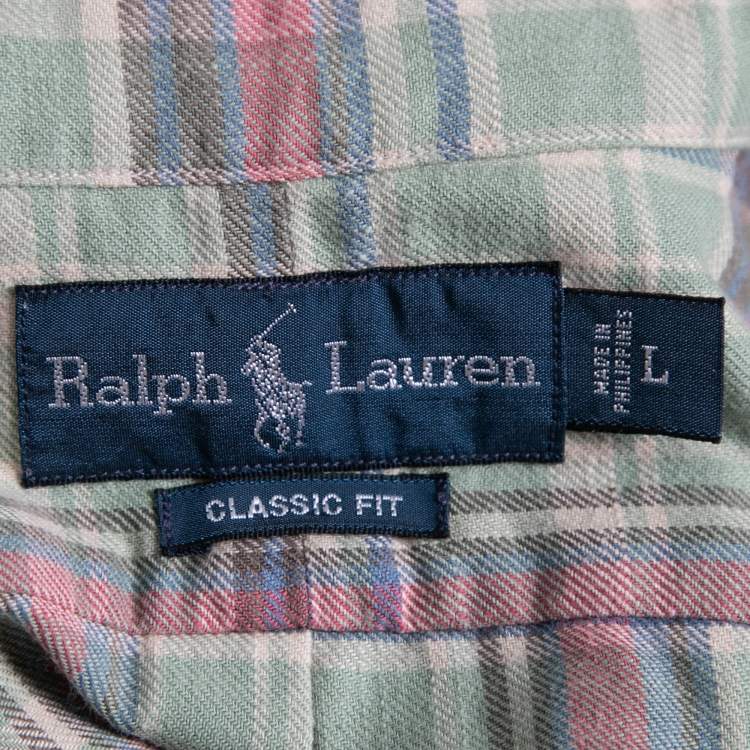 Ralph Lauren
MADE IN
PHILIPPINES
L
CLASSIC FIT